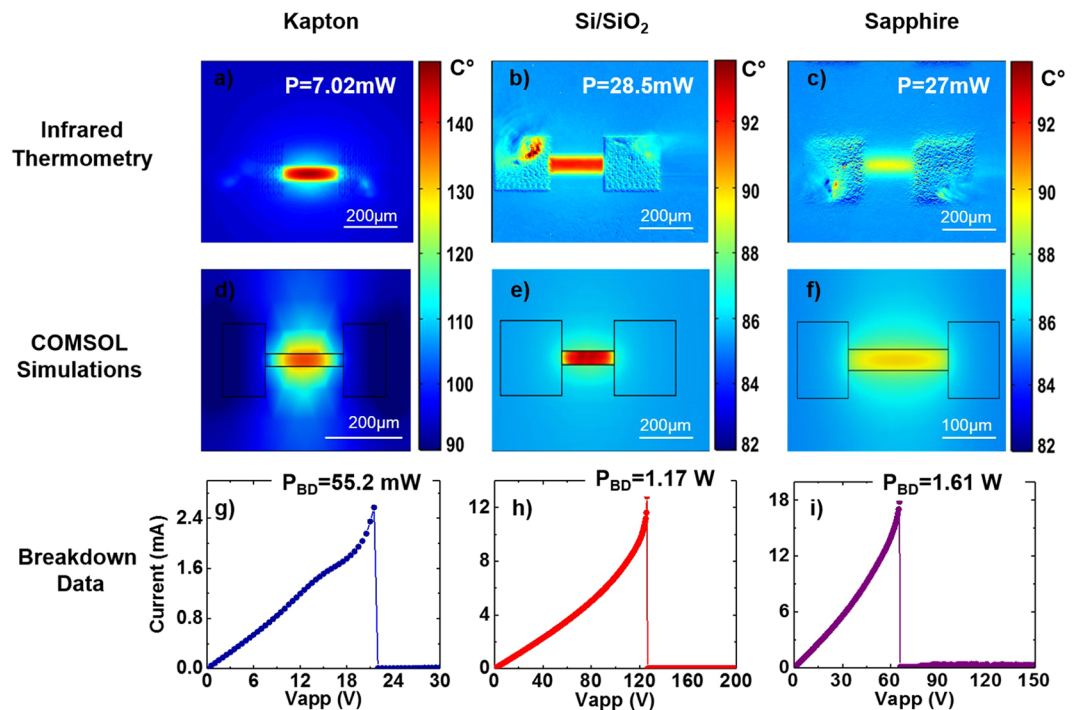 Kapton
Si/SiO₂
Sapphire
Infrared
Thermometry
a)
P=7.02mW
200µm
C°
140
130
120
110
100
90
b)
P=28.5mW
200µm
C°
92
90
88
86
84
82
c)
P=27mW
200µm
C°
92
90
88
86
84
82
COMSOL
Simulations
d)
200µm
e)
200µm
f)
100µm
Breakdown
Data
P_BD=55.2 mW
g)
Current (mA)
2.4
1.6
0.8
0.0
0 6 12 18 24 30
Vapp (V)
P_BD=1.17 W
h)
12
8
4
0
0 40 80 120 160 200
Vapp (V)
P_BD=1.61 W
i)
18
12
6
0
0 30 60 90 120 150
Vapp (V)